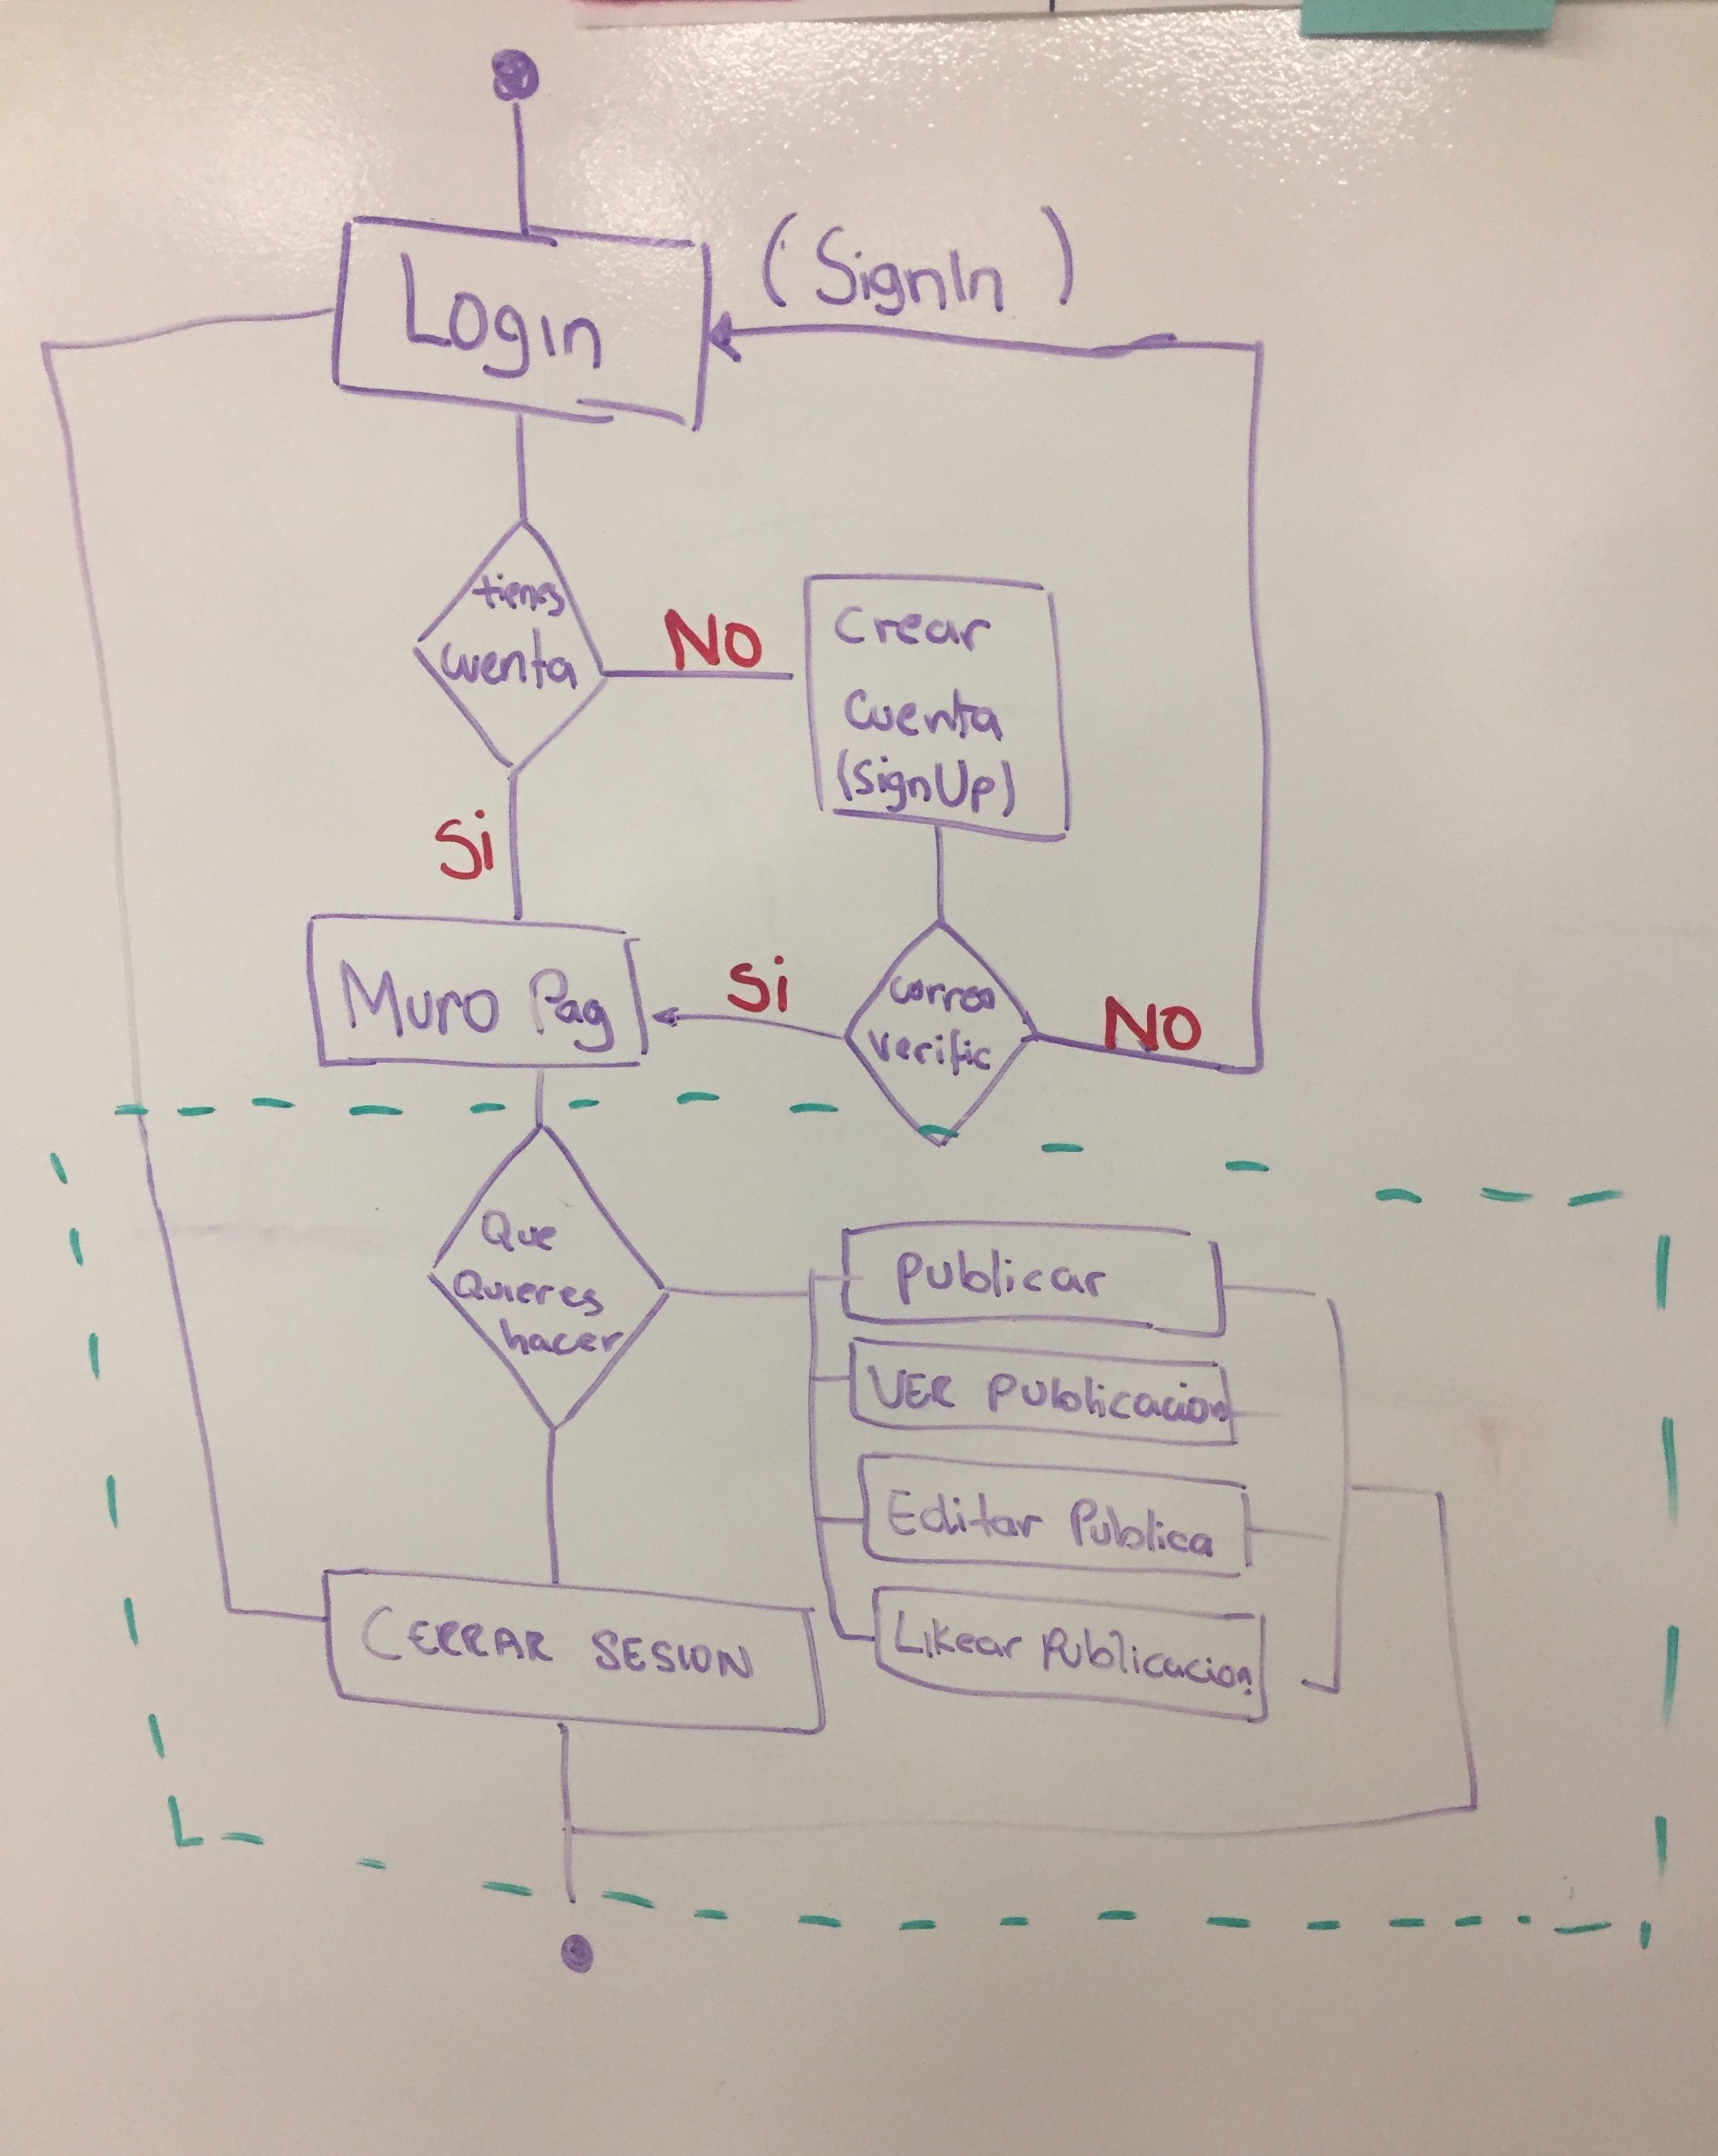 Login
(SignIn)
tienes
cuenta
NO
Crear
Cuenta
(SignUp)
Si
Muro Pag
Si
correo
verific
NO
Que
Quieres
hacer
Publicar
VER Publicacion
Editar Publica
Likear Publicacion
CERRAR SESION